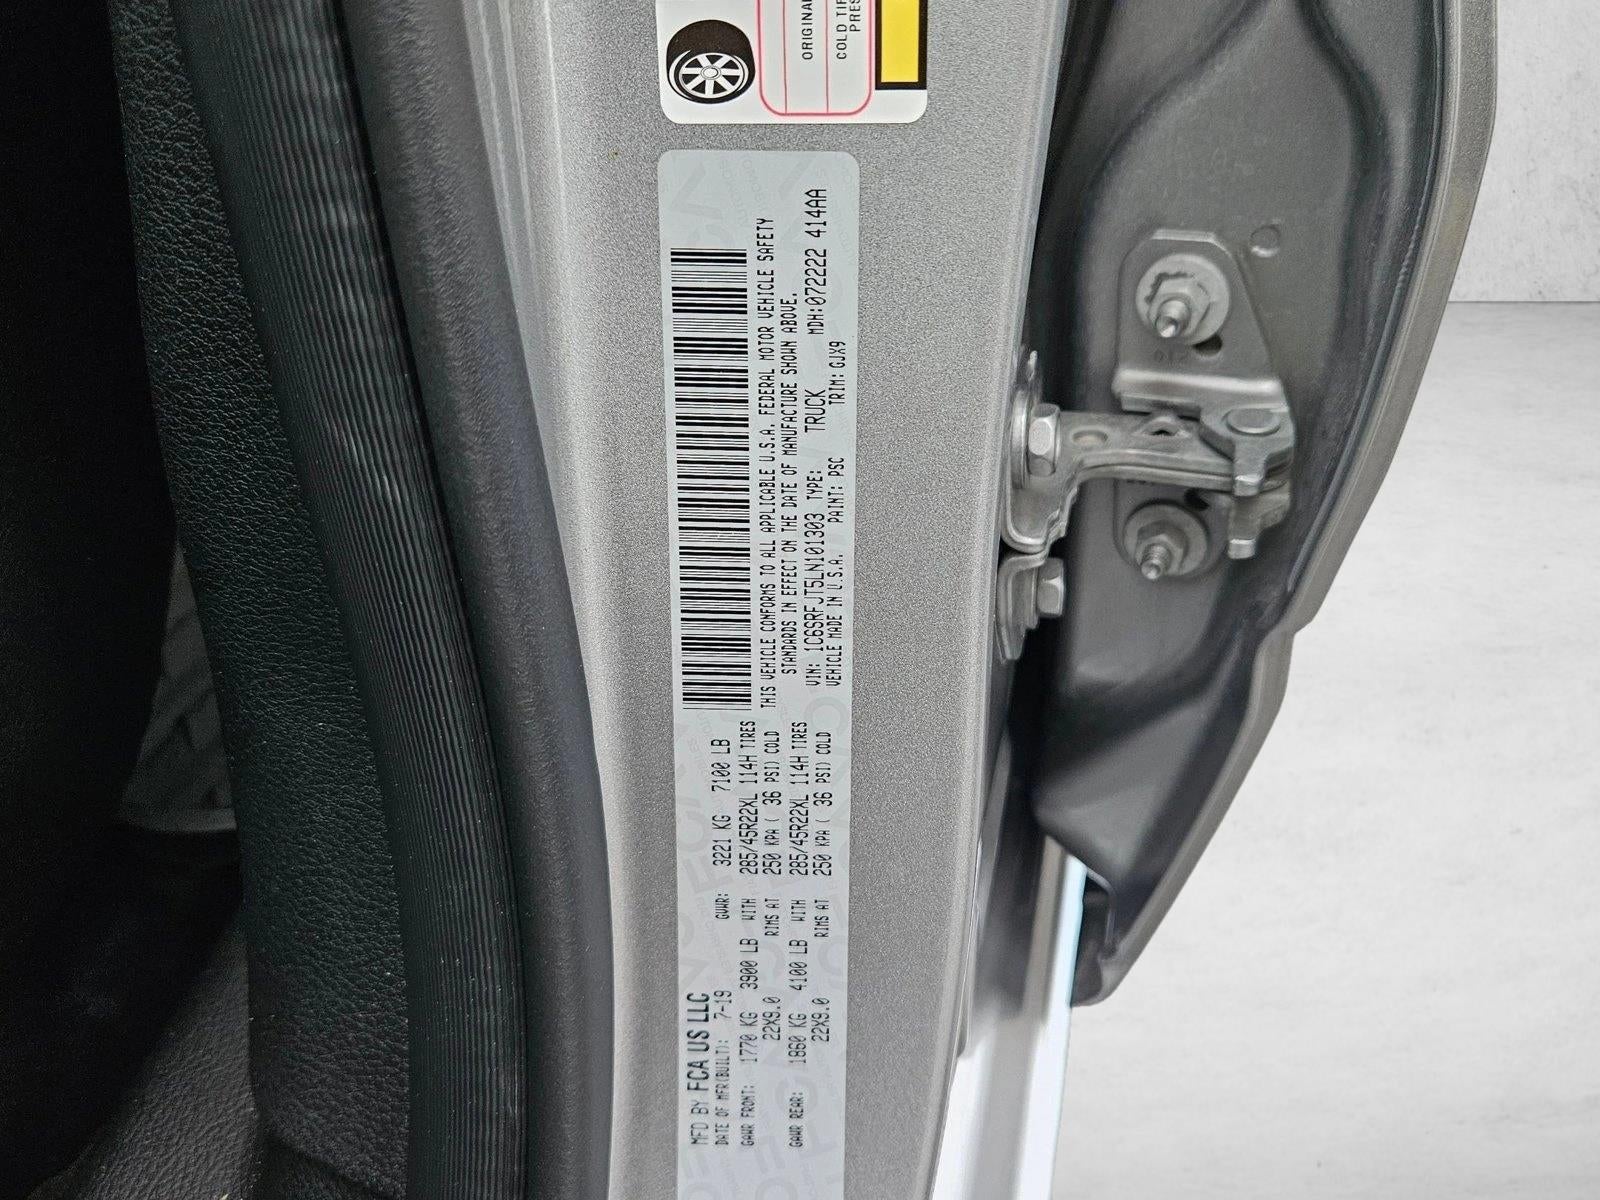 ORIGINA
COLD TIR
PRES
MFD BY FCA US LLC
DATE OF MFR(BUILT): 7-19 GVWR: 3221 KG 7100 LB
GAWR FRONT: 1770 KG 3900 LB WITH 285/45R22XL 114H TIRES
22X9.0 RIMS AT 250 KPA ( 36 PSI) COLD
GAWR REAR: 1860 KG 4100 LB WITH 285/45R22XL 114H TIRES
22X9.0 RIMS AT 250 KPA ( 36 PSI) COLD
THIS VEHICLE CONFORMS TO ALL APPLICABLE U.S.A. FEDERAL MOTOR VEHICLE SAFETY
STANDARDS IN EFFECT ON THE DATE OF MANUFACTURE SHOWN ABOVE.
VIN: 1C6SRFJT5LN101303 TYPE: TRUCK MDH:072222 414AA
VEHICLE MADE IN U.S.A. PAINT: PSC TRIM: GJX9